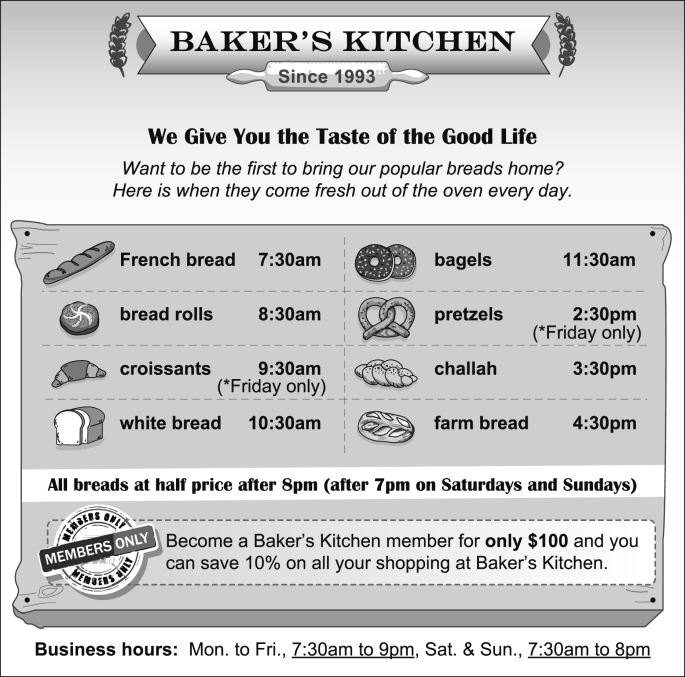 BAKER'S KITCHEN
Since 1993
We Give You the Taste of the Good Life
Want to be the first to bring our popular breads home?
Here is when they come fresh out of the oven every day.
French bread 7:30am
bagels 11:30am
bread rolls 8:30am
pretzels 2:30pm
(*Friday only)
croissants 9:30am
(*Friday only)
challah 3:30pm
white bread 10:30am
farm bread 4:30pm
All breads at half price after 8pm (after 7pm on Saturdays and Sundays)
MEMBERS ONLY
MEMBERS ONLY
MEMBERS ONLY
Become a Baker's Kitchen member for only $100 and you
can save 10% on all your shopping at Baker's Kitchen.
Business hours: Mon. to Fri., 7:30am to 9pm, Sat. & Sun., 7:30am to 8pm